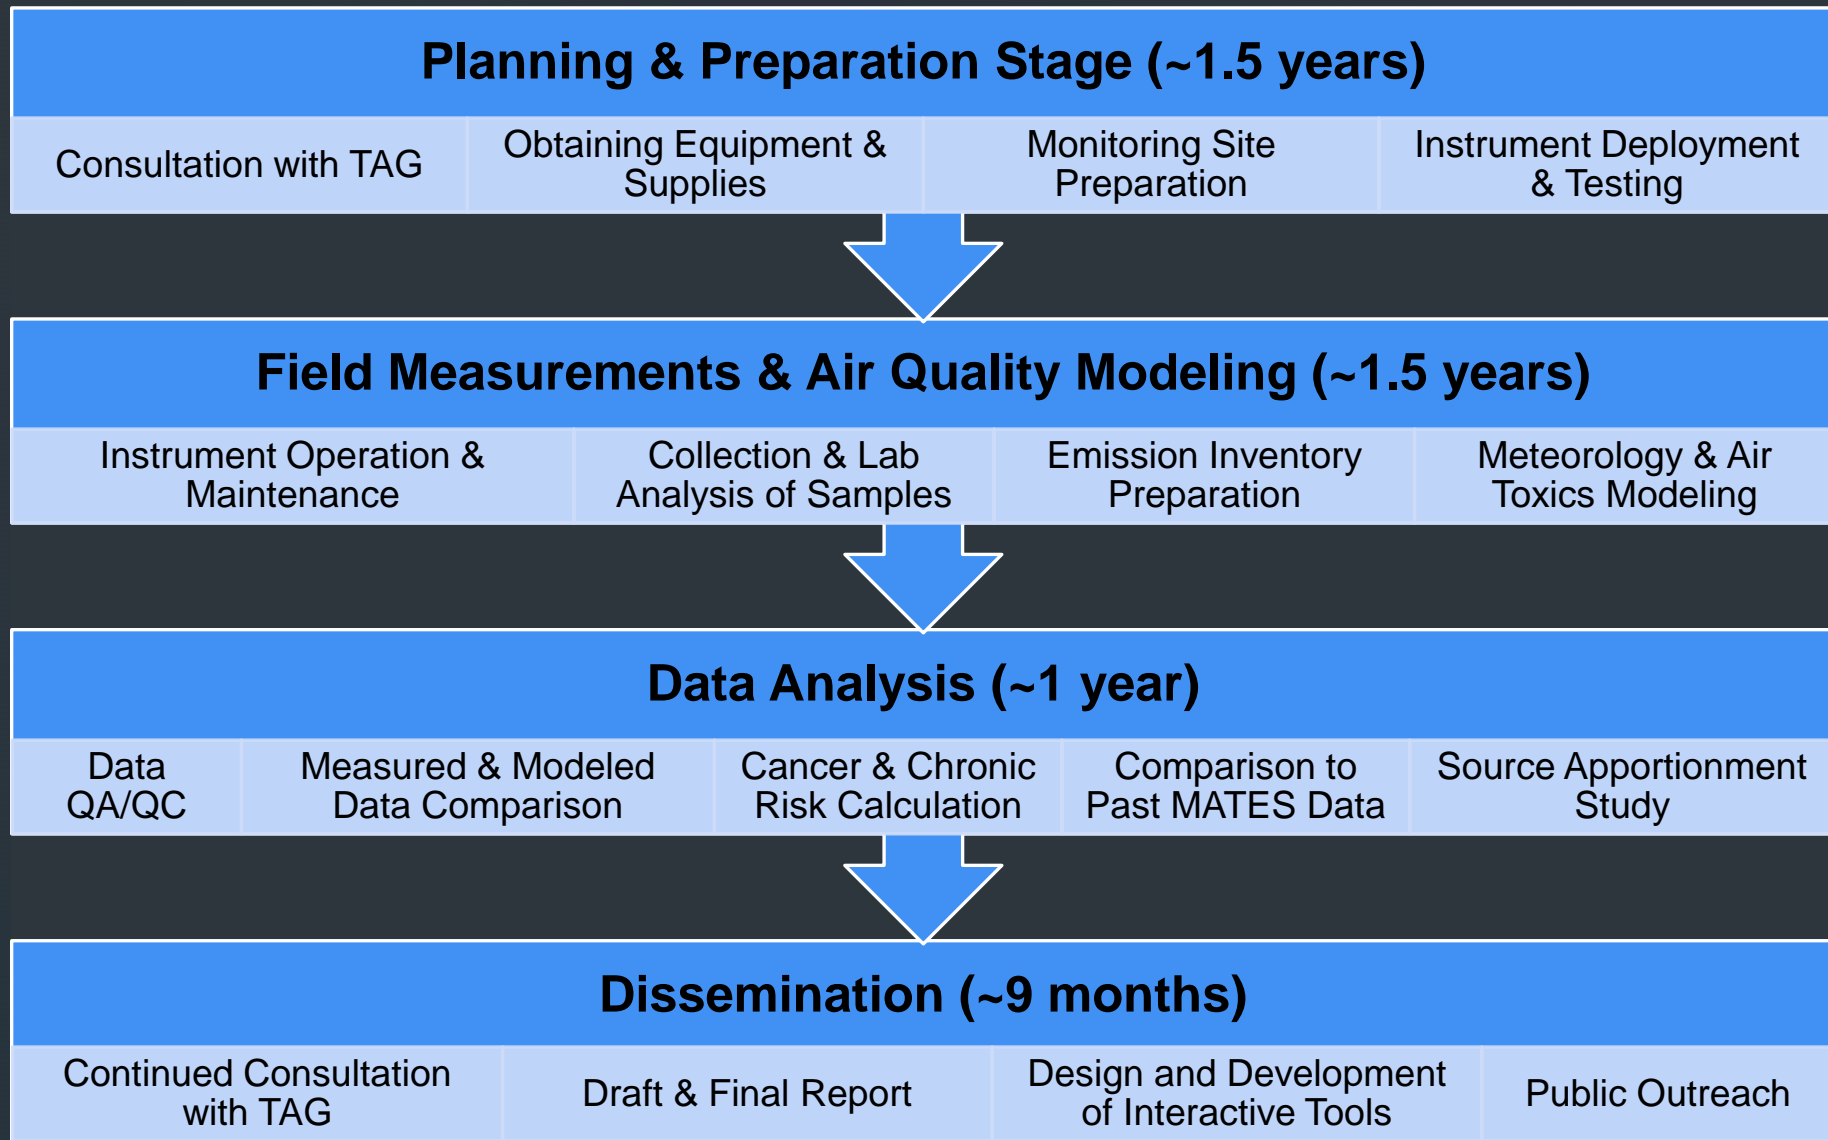 Planning & Preparation Stage (~1.5 years)
Consultation with TAG
Obtaining Equipment &
Supplies
Monitoring Site
Preparation
Instrument Deployment
& Testing
Field Measurements & Air Quality Modeling (~1.5 years)
Instrument Operation &
Maintenance
Collection & Lab
Analysis of Samples
Emission Inventory
Preparation
Meteorology & Air
Toxics Modeling
Data Analysis (~1 year)
Data
QA/QC
Measured & Modeled
Data Comparison
Cancer & Chronic
Risk Calculation
Comparison to
Past MATES Data
Source Apportionment
Study
Dissemination (~9 months)
Continued Consultation
with TAG
Draft & Final Report
Design and Development
of Interactive Tools
Public Outreach